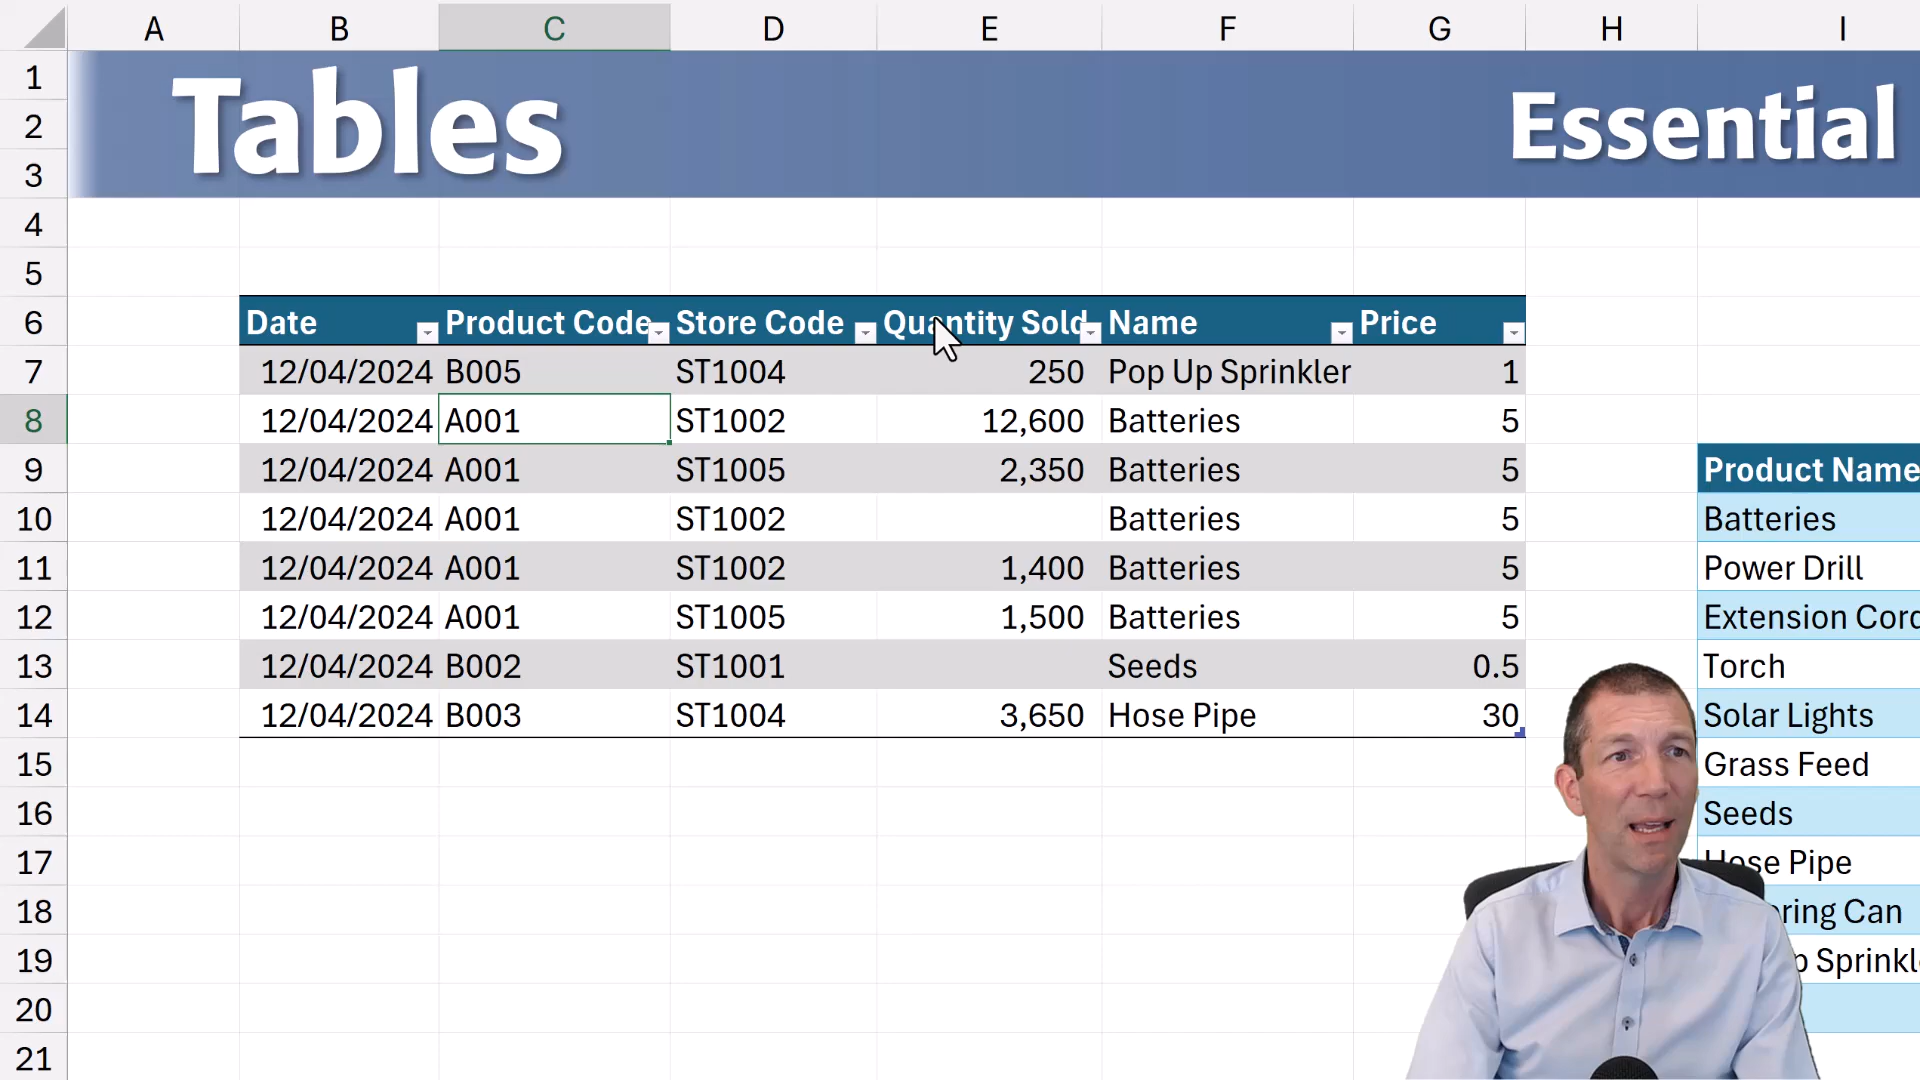 A B C D E F G H I
1
2 Tables Essential
3
4
5
6 Date Product Code Store Code Quantity Sold Name Price
7 12/04/2024 B005 ST1004 250 Pop Up Sprinkler 1
8 12/04/2024 A001 ST1002 12,600 Batteries 5
9 12/04/2024 A001 ST1005 2,350 Batteries 5 Product Name
10 12/04/2024 A001 ST1002 Batteries 5 Batteries
11 12/04/2024 A001 ST1002 1,400 Batteries 5 Power Drill
12 12/04/2024 A001 ST1005 1,500 Batteries 5 Extension Cord
13 12/04/2024 B002 ST1001 Seeds 0.5 Torch
14 12/04/2024 B003 ST1004 3,650 Hose Pipe 30 Solar Lights
15 Grass Feed
16 Seeds
17 Hose Pipe
18 Can
19
20
21